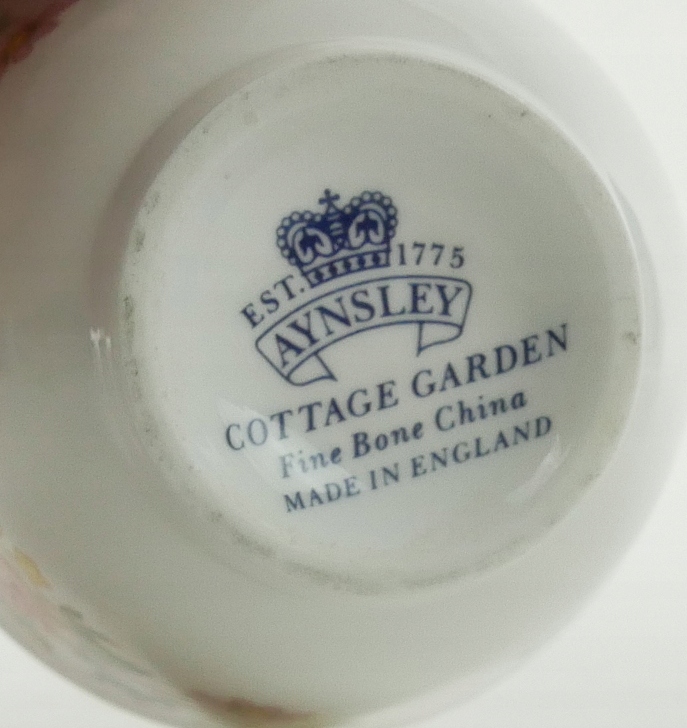 EST. 1775
AYNSLEY
COTTAGE GARDEN
Fine Bone China
MADE IN ENGLAND